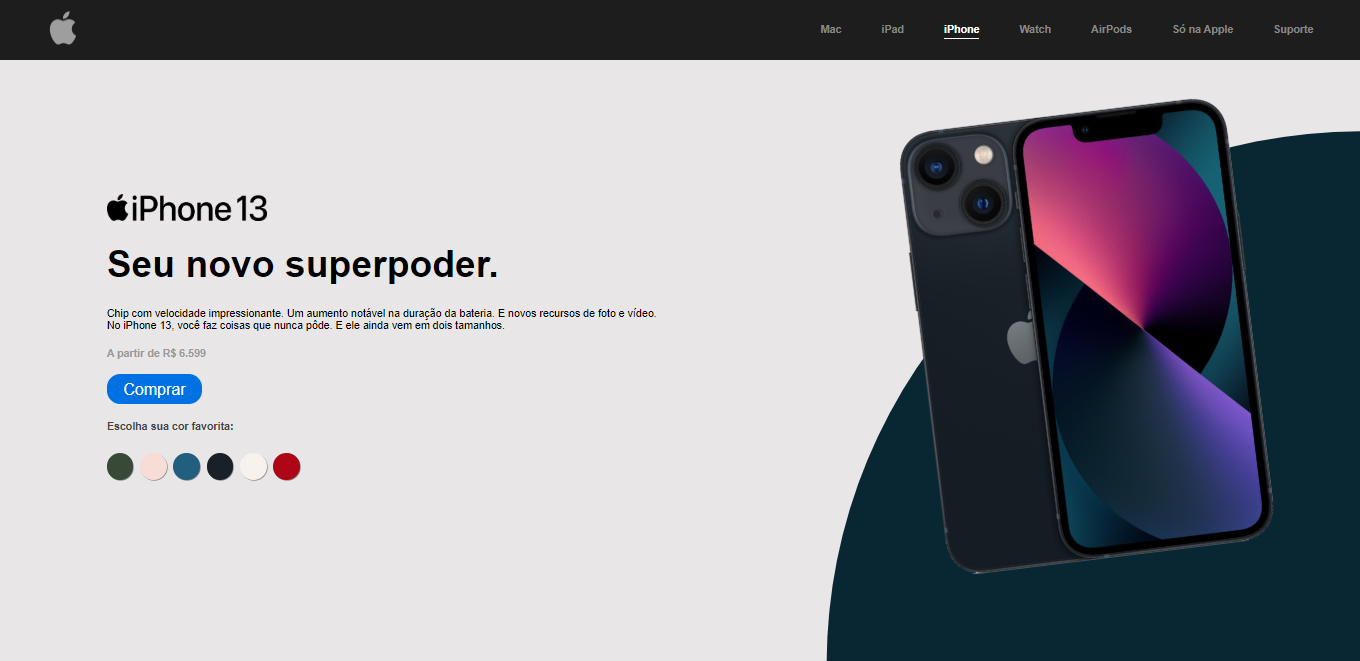 Mac iPad iPhone Watch AirPods Só na Apple Suporte
iPhone 13
Seu novo superpoder.
Chip com velocidade impressionante. Um aumento notável na duração da bateria. E novos recursos de foto e vídeo.
No iPhone 13, você faz coisas que nunca pôde. E ele ainda vem em dois tamanhos.
A partir de R$ 6.599
Comprar
Escolha sua cor favorita: